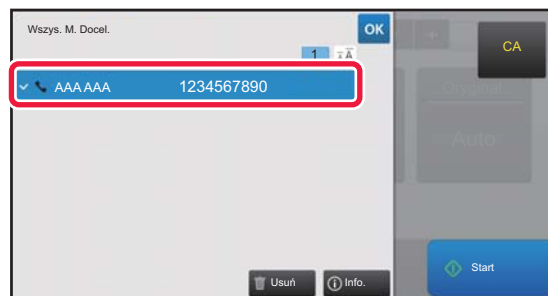 Wszys. M. Docel.
OK
CA
1
AAA AAA 1234567890
Oryginał
Auto
Usuń
Info.
Start